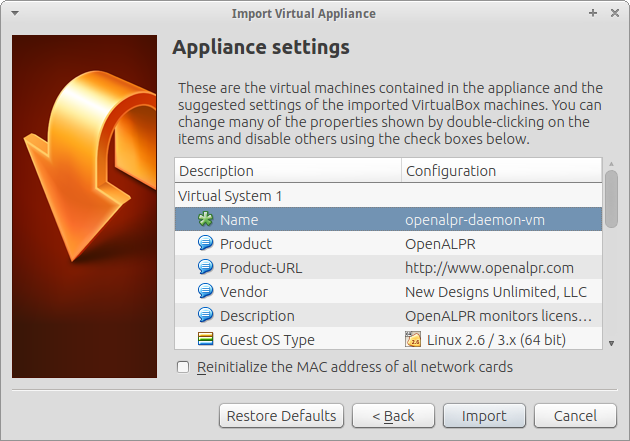 Import Virtual Appliance
Appliance settings
These are the virtual machines contained in the appliance and the
suggested settings of the imported VirtualBox machines. You can
change many of the properties shown by double-clicking on the
items and disable others using the check boxes below.
Description Configuration
Virtual System 1
Name openalpr-daemon-vm
Product OpenALPR
Product-URL http://www.openalpr.com
Vendor New Designs Unlimited, LLC
Description OpenALPR monitors licens...
Guest OS Type Linux 2.6 / 3.x (64 bit)
Reinitialize the MAC address of all network cards
Restore Defaults < Back Import Cancel